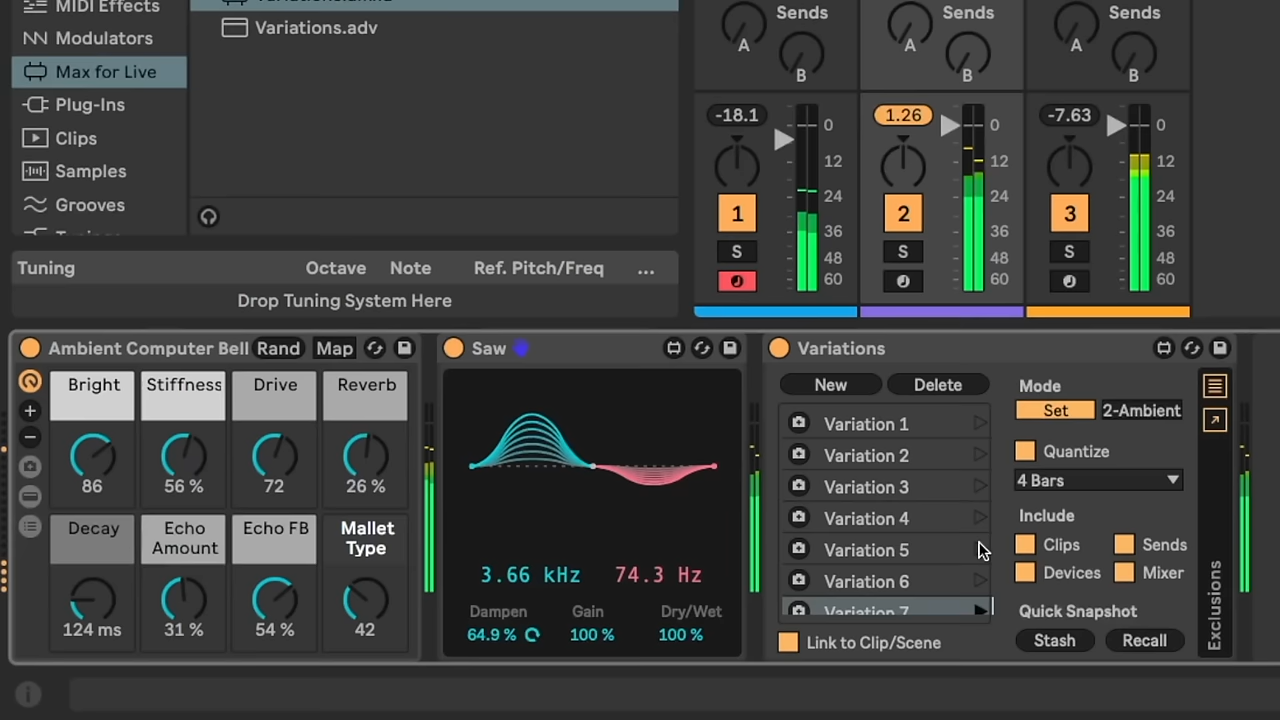 MIDI Effects
Modulators
Max for Live
Plug-Ins
Clips
Samples
Grooves
Variations.adv
Tuning Octave Note Ref. Pitch/Freq ...
Drop Tuning System Here
Sends Sends Sends
A A A
B B B
-18.1 1.26 -7.63
0 0 0
12 12 12
24 24 24
36 36 36
48 48 48
60 60 60
1 2 3
S S S
Ambient Computer Bell Rand Map
Bright Stiffness Drive Reverb
86 56 % 72 26 %
Decay Echo Amount Echo FB Mallet Type
124 ms 31 % 54 % 42
Saw
3.66 kHz 74.3 Hz
Dampen Gain Dry/Wet
64.9 % 100 % 100 %
Variations
New Delete
Variation 1
Variation 2
Variation 3
Variation 4
Variation 5
Variation 6
Variation 7
Link to Clip/Scene
Mode
Set 2-Ambient
Quantize
4 Bars
Include
Clips Sends
Devices Mixer
Quick Snapshot
Stash Recall
Exclusions